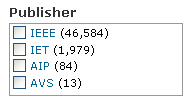 Publisher
IEEE (46,584)
IET (1,979)
AIP (84)
AVS (13)